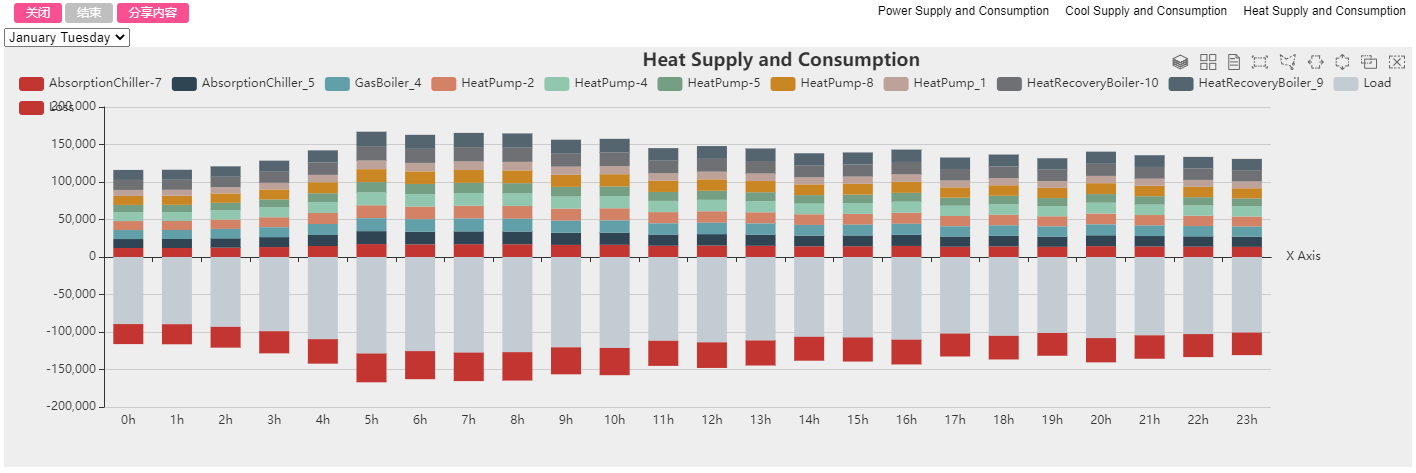 关闭 结束 分享内容 Power Supply and Consumption Cool Supply and Consumption Heat Supply and Consumption
January Tuesday
Heat Supply and Consumption
AbsorptionChiller-7 AbsorptionChiller_5 GasBoiler_4 HeatPump-2 HeatPump-4 HeatPump-5 HeatPump-8 HeatPump_1 HeatRecoveryBoiler-10 HeatRecoveryBoiler_9 Load
Loss
200,000
150,000
100,000
50,000
0
X Axis
-50,000
-100,000
-150,000
-200,000
0h 1h 2h 3h 4h 5h 6h 7h 8h 9h 10h 11h 12h 13h 14h 15h 16h 17h 18h 19h 20h 21h 22h 23h